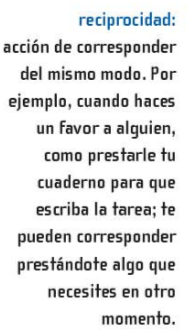 reciprocidad:
acción de corresponder
del mismo modo. Por
ejemplo, cuando haces
un favor a alguien,
como prestarle tu
cuaderno para que
escriba la tarea; te
pueden corresponder
prestándote algo que
necesites en otro
momento.